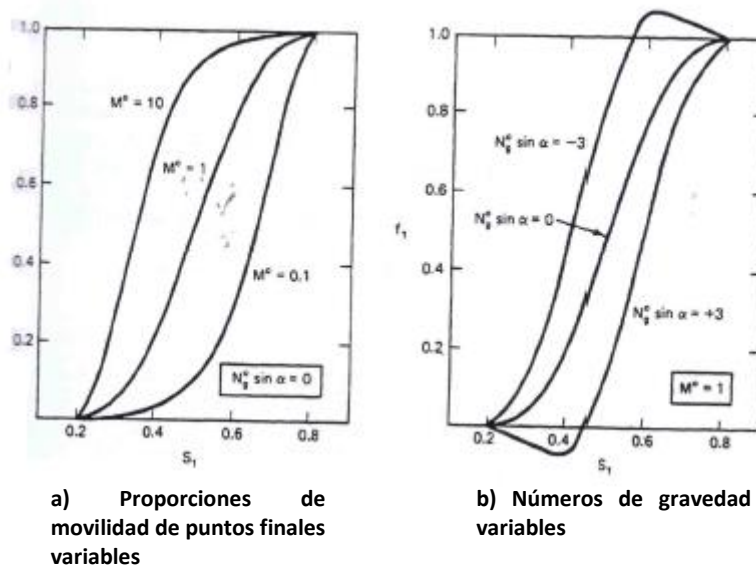 1.0
0.8
0.6
0.4
0.2
0.2
0.4
0.6
0.8
S₁
M° = 10
M° = 1
M° = 0.1
N°g sin α = 0
1.0
0.8
0.6
0.4
0.2
f₁
0.2
0.4
0.6
0.8
S₁
N°g sin α = −3
N°g sin α = 0
N°g sin α = +3
M° = 1
a) Proporciones de
movilidad de puntos finales
variables
b) Números de gravedad
variables